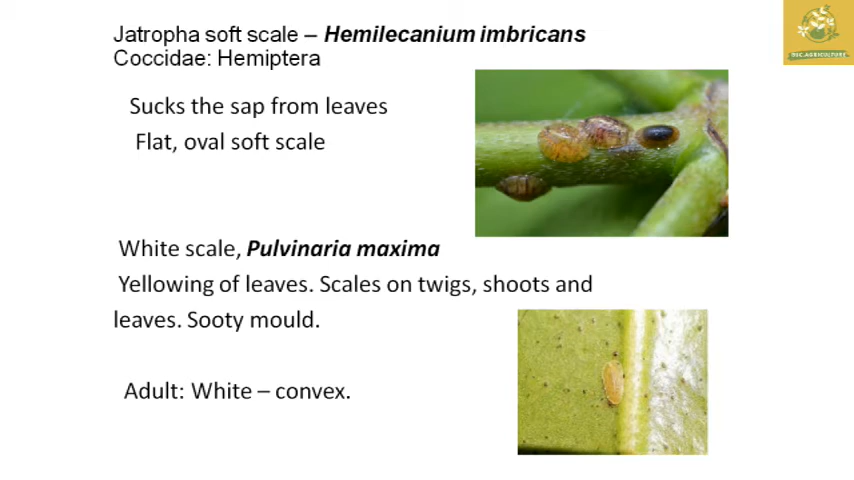 Jatropha soft scale – Hemilecanium imbricans
Coccidae: Hemiptera
Sucks the sap from leaves
Flat, oval soft scale
White scale, Pulvinaria maxima
Yellowing of leaves. Scales on twigs, shoots and
leaves. Sooty mould.
Adult: White – convex.